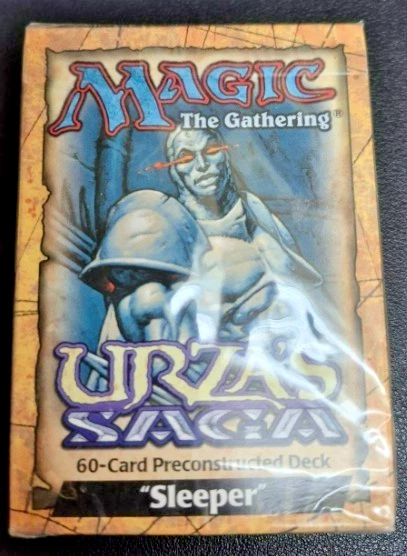 MAGIC
The Gathering®
URZA'S
SAGA
60-Card Preconstructed Deck
"Sleeper"